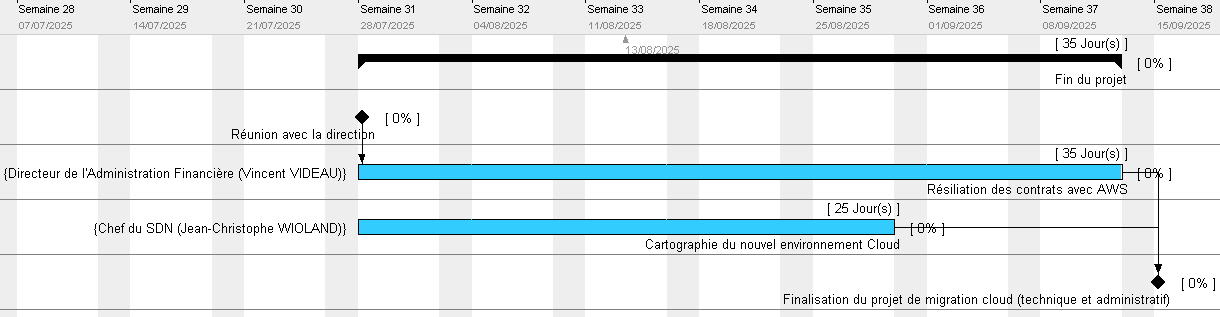 Semaine 28 Semaine 29 Semaine 30 Semaine 31 Semaine 32 Semaine 33 Semaine 34 Semaine 35 Semaine 36 Semaine 37 Semaine 38
07/07/2025 14/07/2025 21/07/2025 28/07/2025 04/08/2025 11/08/2025 18/08/2025 25/08/2025 01/09/2025 08/09/2025 15/09/2025
13/08/2025
[ 35 Jour(s) ]
[ 0% ]
Fin du projet
[ 0% ]
Réunion avec la direction
[ 35 Jour(s) ]
{Directeur de l'Administration Financière (Vincent VIDEAU)} [ 0% ]
Résiliation des contrats avec AWS
[ 25 Jour(s) ]
{Chef du SDN (Jean-Christophe WIOLAND)} [ 0% ]
Cartographie du nouvel environnement Cloud
[ 0% ]
Finalisation du projet de migration cloud (technique et administratif)